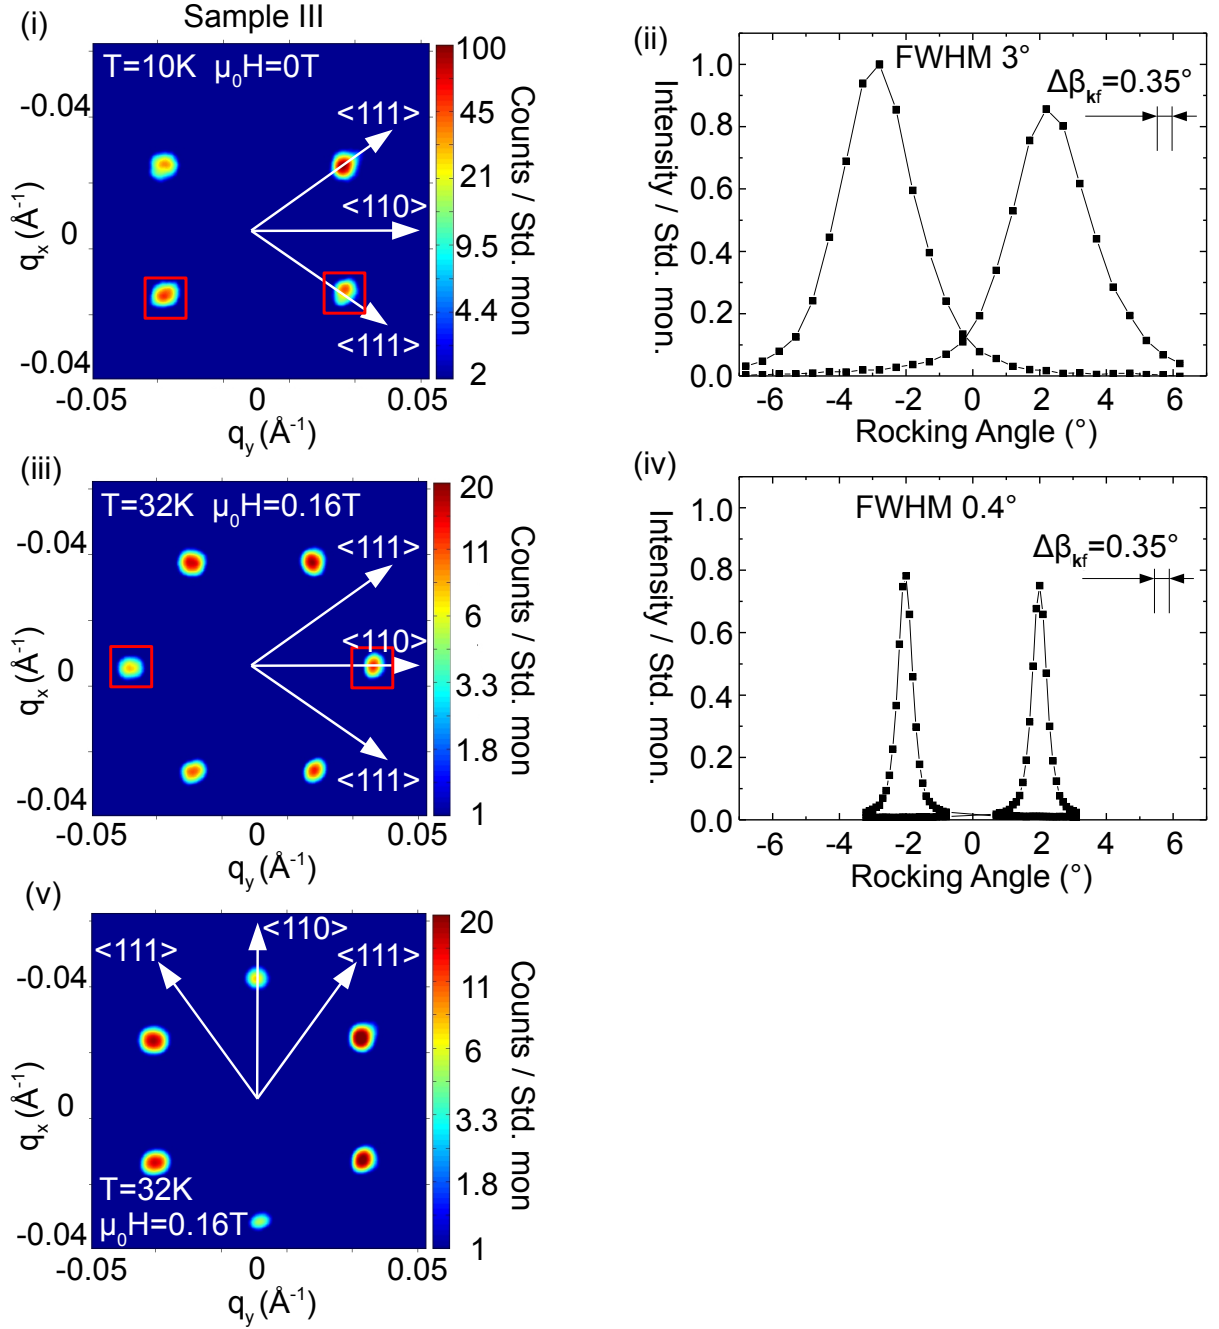 Sample III
(i)
T=10K μ₀H=0T
<111>
<110>
<111>
-0.04
0
-0.04
qₓ (Å⁻¹)
-0.05
0
0.05
q_y (Å⁻¹)
100
45
21
9.5
4.4
2
Counts / Std. mon
(ii)
FWHM 3°
Δβ_kf=0.35°
1.0
0.8
0.6
0.4
0.2
0.0
Intensity / Std. mon.
-6
-4
-2
0
2
4
6
Rocking Angle (°)
(iii)
T=32K μ₀H=0.16T
<111>
<110>
<111>
-0.04
0
-0.04
qₓ (Å⁻¹)
-0.05
0
0.05
q_y (Å⁻¹)
20
11
6
3.3
1.8
1
Counts / Std. mon
(iv)
FWHM 0.4°
Δβ_kf=0.35°
1.0
0.8
0.6
0.4
0.2
0.0
Intensity / Std. mon.
-6
-4
-2
0
2
4
6
Rocking Angle (°)
(v)
<111>
<110>
<111>
T=32K
μ₀H=0.16T
-0.04
0
-0.04
qₓ (Å⁻¹)
-0.05
0
0.05
q_y (Å⁻¹)
20
11
6
3.3
1.8
1
Counts / Std. mon